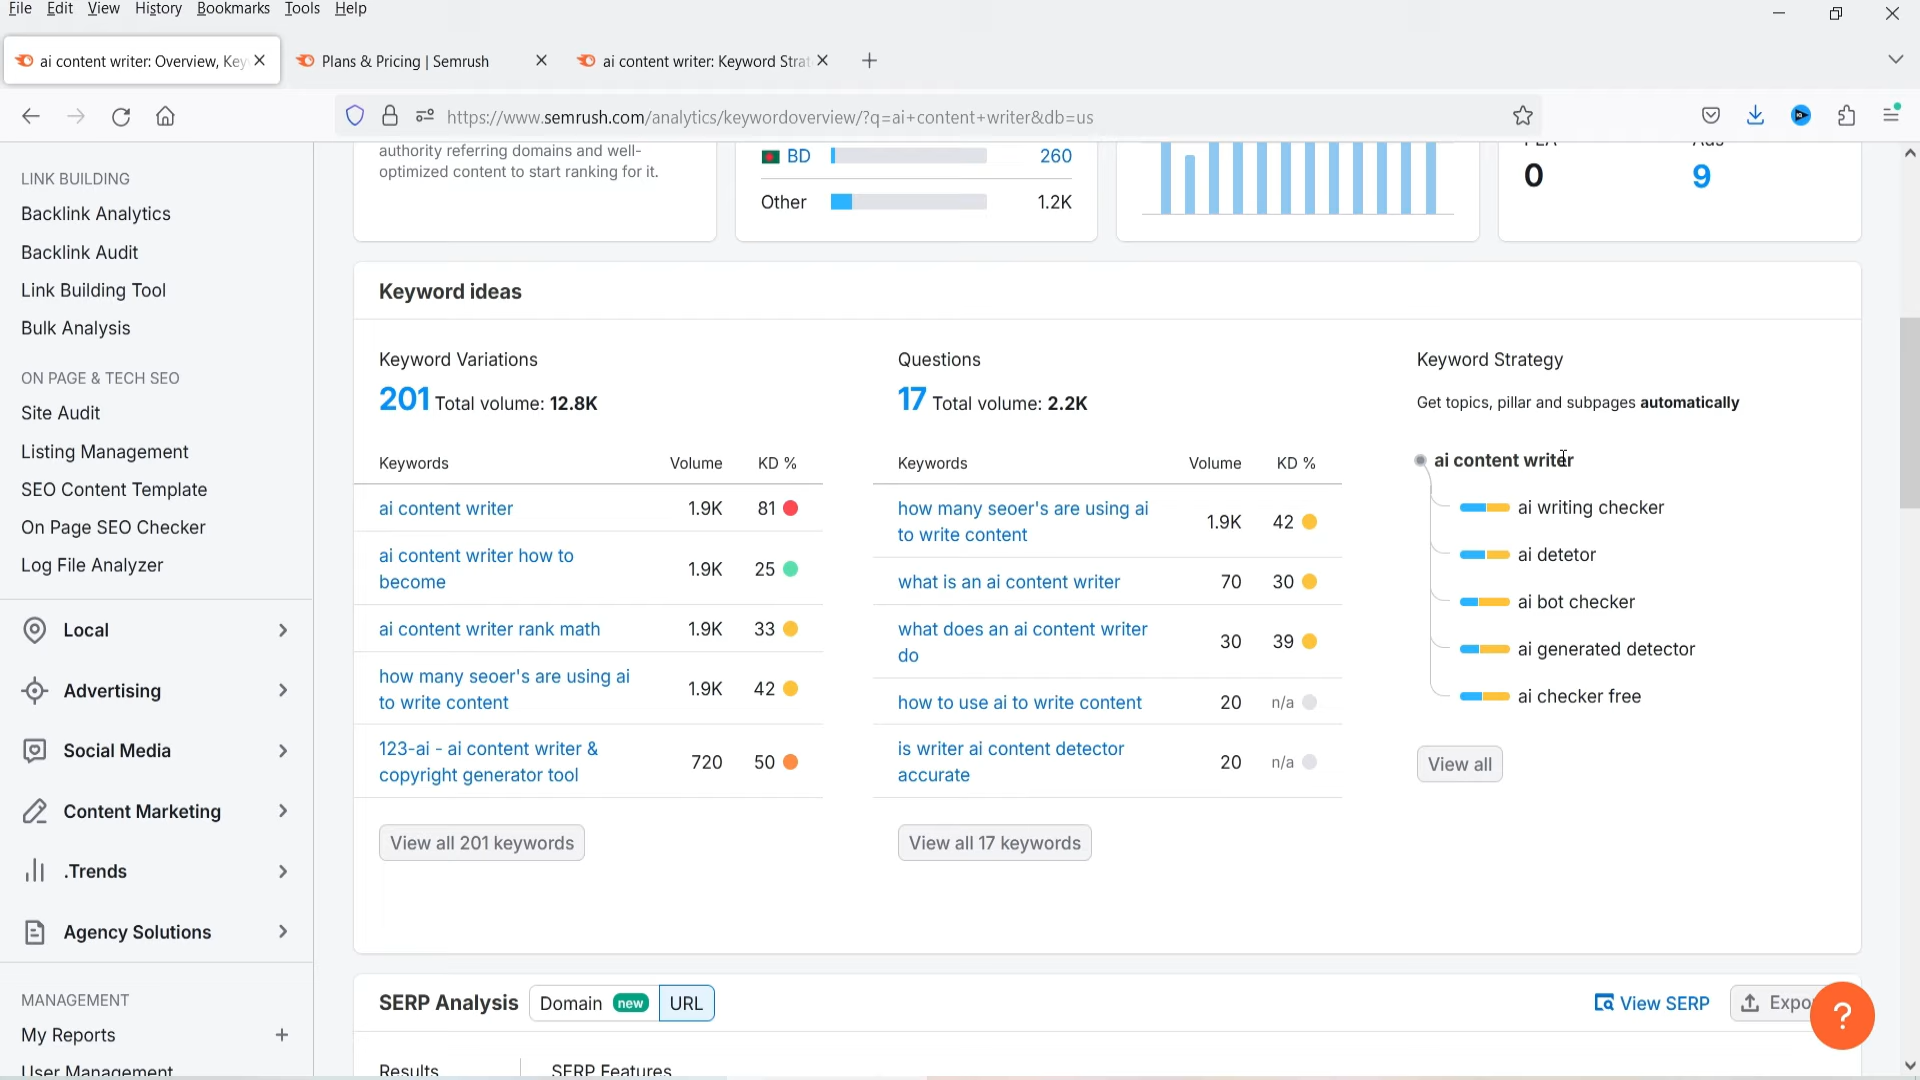 File Edit View History Bookmarks Tools Help
ai content writer: Overview, Key
Plans & Pricing | Semrush
ai content writer: Keyword Strat
https://www.semrush.com/analytics/keywordoverview/?q=ai+content+writer&db=us
LINK BUILDING
Backlink Analytics
Backlink Audit
Link Building Tool
Bulk Analysis
ON PAGE & TECH SEO
Site Audit
Listing Management
SEO Content Template
On Page SEO Checker
Log File Analyzer
Local
Advertising
Social Media
Content Marketing
.Trends
Agency Solutions
MANAGEMENT
My Reports +
User Management
authority referring domains and well-
optimized content to start ranking for it.
BD 260
Other 1.2K
PLA Ads
0 9
Keyword ideas
Keyword Variations
201 Total volume: 12.8K
Keywords Volume KD %
ai content writer 1.9K 81
ai content writer how to
become 1.9K 25
ai content writer rank math 1.9K 33
how many seoer's are using ai
to write content 1.9K 42
123-ai - ai content writer &
copyright generator tool 720 50
View all 201 keywords
Questions
17 Total volume: 2.2K
Keywords Volume KD %
how many seoer's are using ai
to write content 1.9K 42
what is an ai content writer 70 30
what does an ai content writer
do 30 39
how to use ai to write content 20 n/a
is writer ai content detector
accurate 20 n/a
View all 17 keywords
Keyword Strategy
Get topics, pillar and subpages automatically
ai content writer
ai writing checker
ai detetor
ai bot checker
ai generated detector
ai checker free
View all
SERP Analysis Domain new URL
View SERP
Expo
?
Results SERP Features